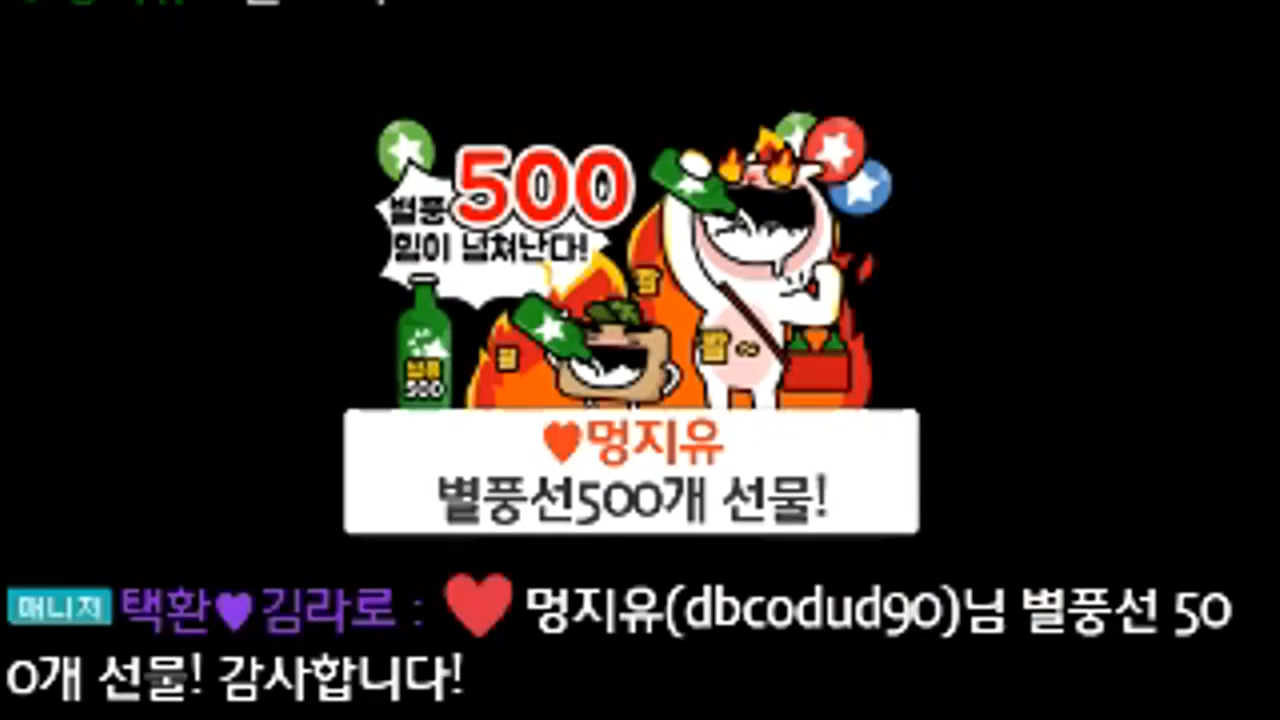 별풍 500
힘이 넘쳐난다!
500
♥멍지유
별풍선500개 선물!
매니저 택환♥김라로 : ♥ 멍지유(dbcodud90)님 별풍선 50
0개 선물! 감사합니다!